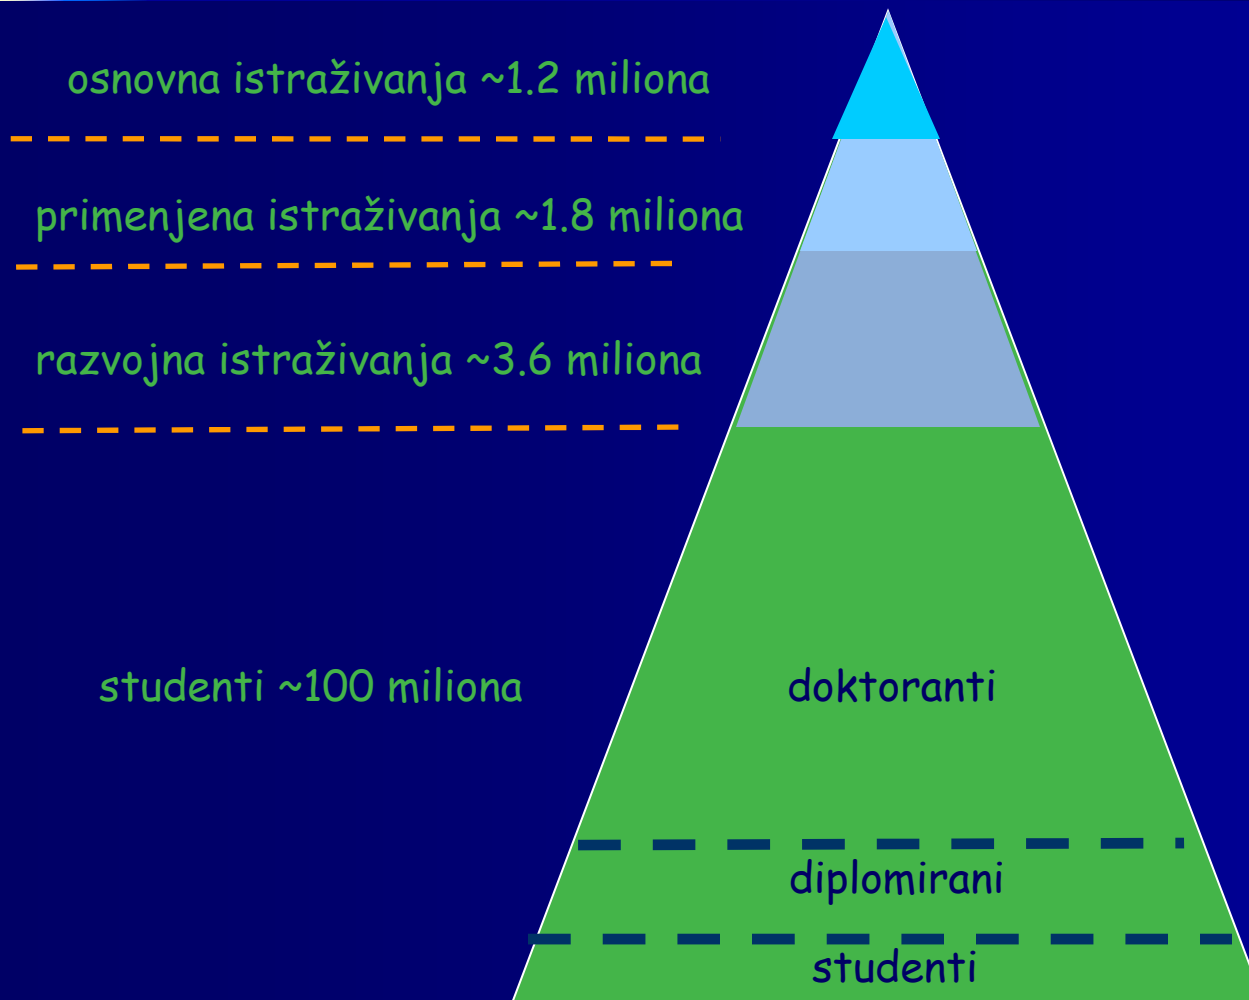 osnovna istraživanja ~1.2 miliona
primenjena istraživanja ~1.8 miliona
razvojna istraživanja ~3.6 miliona
studenti ~100 miliona
doktoranti
diplomirani
studenti